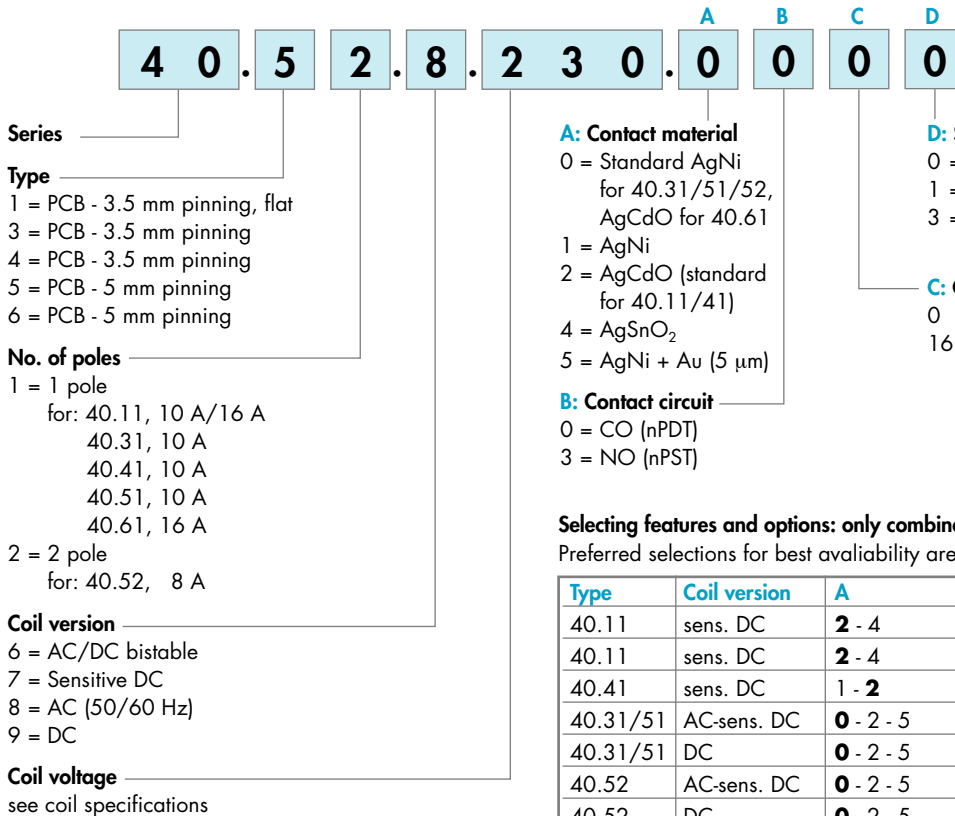 A B C D
4 0 . 5 2 . 8 . 2 3 0 . 0 0 0 0
Series
Type
1 = PCB - 3.5 mm pinning, flat
3 = PCB - 3.5 mm pinning
4 = PCB - 3.5 mm pinning
5 = PCB - 5 mm pinning
6 = PCB - 5 mm pinning
No. of poles
1 = 1 pole
for: 40.11, 10 A/16 A
40.31, 10 A
40.41, 10 A
40.51, 10 A
40.61, 16 A
2 = 2 pole
for: 40.52, 8 A
Coil version
6 = AC/DC bistable
7 = Sensitive DC
8 = AC (50/60 Hz)
9 = DC
Coil voltage
see coil specifications
A: Contact material
0 = Standard AgNi
for 40.31/51/52,
AgCdO for 40.61
1 = AgNi
2 = AgCdO (standard
for 40.11/41)
4 = AgSnO₂
5 = AgNi + Au (5 µm)
B: Contact circuit
0 = CO (nPDT)
3 = NO (nPST)
D:
0 =
1 =
3 =
C:
0
16
Selecting features and options: only combin
Preferred selections for best avaliability are
Type Coil version A
40.11 sens. DC 2 - 4
40.11 sens. DC 2 - 4
40.41 sens. DC 1 - 2
40.31/51 AC-sens. DC 0 - 2 - 5
40.31/51 DC 0 - 2 - 5
40.52 AC-sens. DC 0 - 2 - 5
40.52 DC 0 - 2 - 5